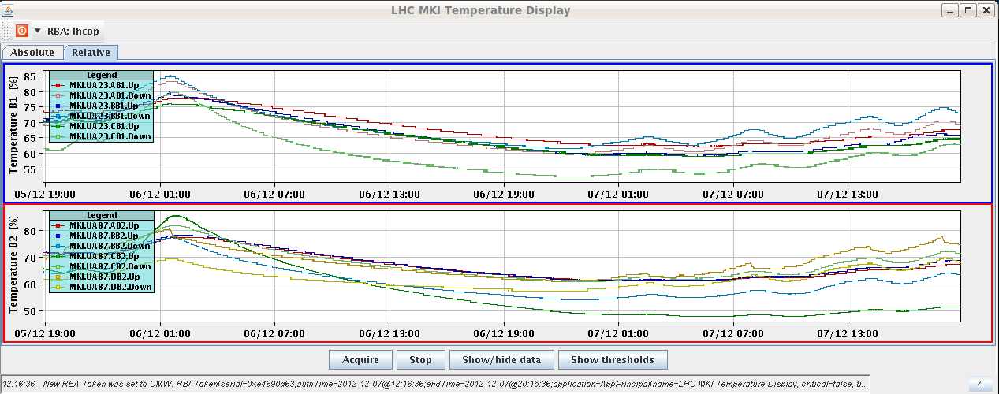 LHC MKI Temperature Display
RBA: lhcop
Absolute Relative
Temperature B1 [%]
85
80
75
70
65
60
55
Legend
MKI.UA23.AB1.Up
MKI.UA23.AB1.Down
MKI.UA23.BB1.Up
MKI.UA23.BB1.Down
MKI.UA23.CB1.Up
MKI.UA23.CB1.Down
05/12 19:00 06/12 01:00 06/12 07:00 06/12 13:00 06/12 19:00 07/12 01:00 07/12 07:00 07/12 13:00
Temperature B2 [%]
80
70
60
50
Legend
MKI.UA87.AB2.Up
MKI.UA87.BB2.Up
MKI.UA87.BB2.Down
MKI.UA87.CB2.Up
MKI.UA87.CB2.Down
MKI.UA87.DB2.Up
MKI.UA87.DB2.Down
05/12 19:00 06/12 01:00 06/12 07:00 06/12 13:00 06/12 19:00 07/12 01:00 07/12 07:00 07/12 13:00
Acquire Stop Show/hide data Show thresholds
12:16:36 - New RBA Token was set to CMW: RBAToken[serial=0xe4690d63;authTime=2012-12-07@12:16:36;endTime=2012-12-07@20:15:36;application=AppPrincipal[name=LHC MKI Temperature Display, critical=false, ti...